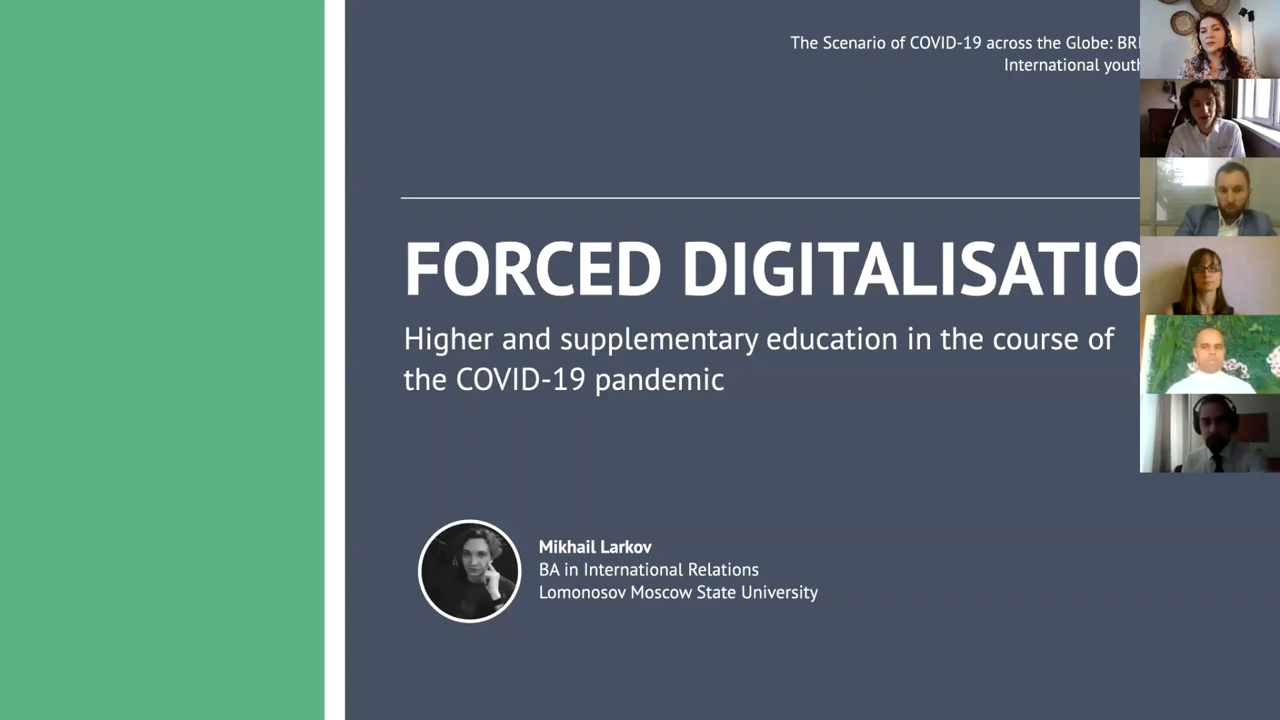 The Scenario of COVID-19 across the Globe: BRI
International youth
FORCED DIGITALISATIO
Higher and supplementary education in the course of
the COVID-19 pandemic
Mikhail Larkov
BA in International Relations
Lomonosov Moscow State University